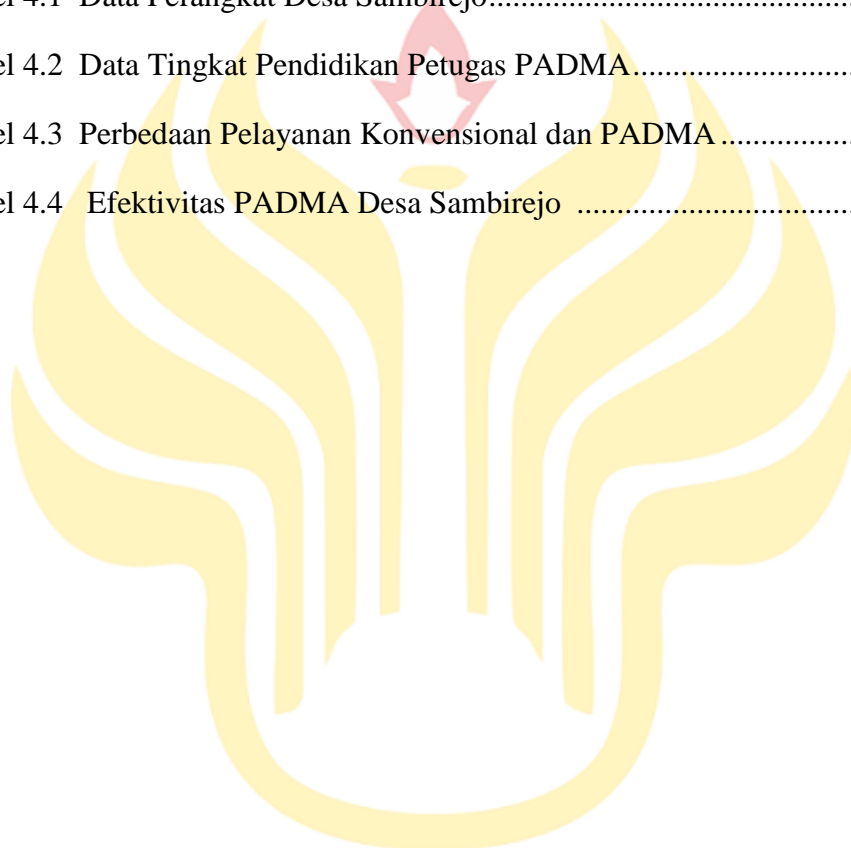 el 4.1 Data Perangkat Desa Sambirejo..........................................
el 4.2 Data Tingkat Pendidikan Petugas PADMA..........................
el 4.3 Perbedaan Pelayanan Konvensional dan PADMA ...............
el 4.4 Efektivitas PADMA Desa Sambirejo .................................